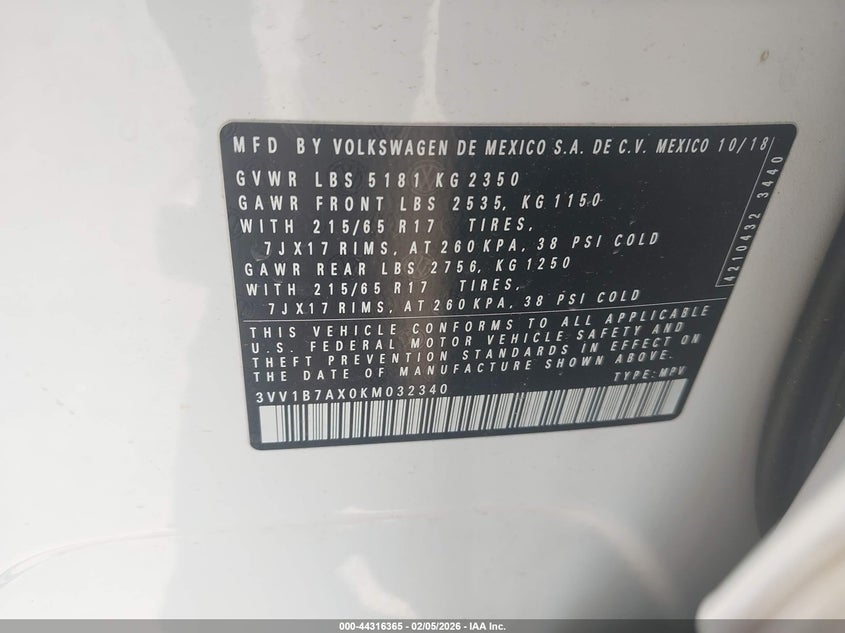 MFD BY VOLKSWAGEN DE MEXICO S.A. DE C.V. MEXICO 10/18
GVWR LBS 5181 KG 2350
GAWR FRONT LBS 2535, KG 1150
WITH 215/65 R17 TIRES,
7JX17 RIMS, AT 260 KPA, 38 PSI COLD
GAWR REAR LBS 2756, KG 1250
WITH 215/65 R17 TIRES,
7JX17 RIMS, AT 260 KPA, 38 PSI COLD
4210432 3440
THIS VEHICLE CONFORMS TO ALL APPLICABLE
U.S. FEDERAL MOTOR VEHICLE SAFETY AND
THEFT PREVENTION STANDARDS IN EFFECT ON
THE DATE OF MANUFACTURE SHOWN ABOVE.
TYPE: MPV
3VV1B7AX0KM032340
000-44316365 - 02/05/2026 - IAA Inc.